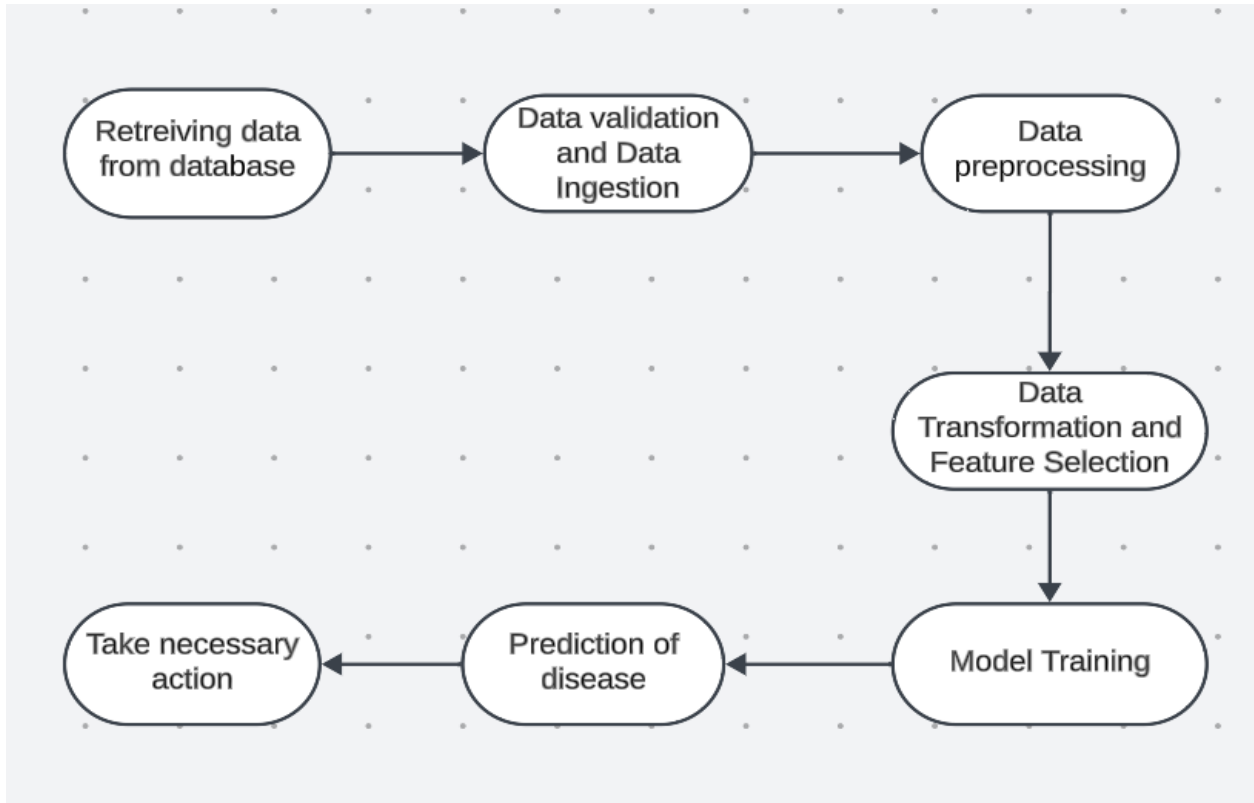 Retreiving data
from database
Data validation
and Data
Ingestion
Data
preprocessing
Data
Transformation and
Feature Selection
Model Training
Prediction of
disease
Take necessary
action